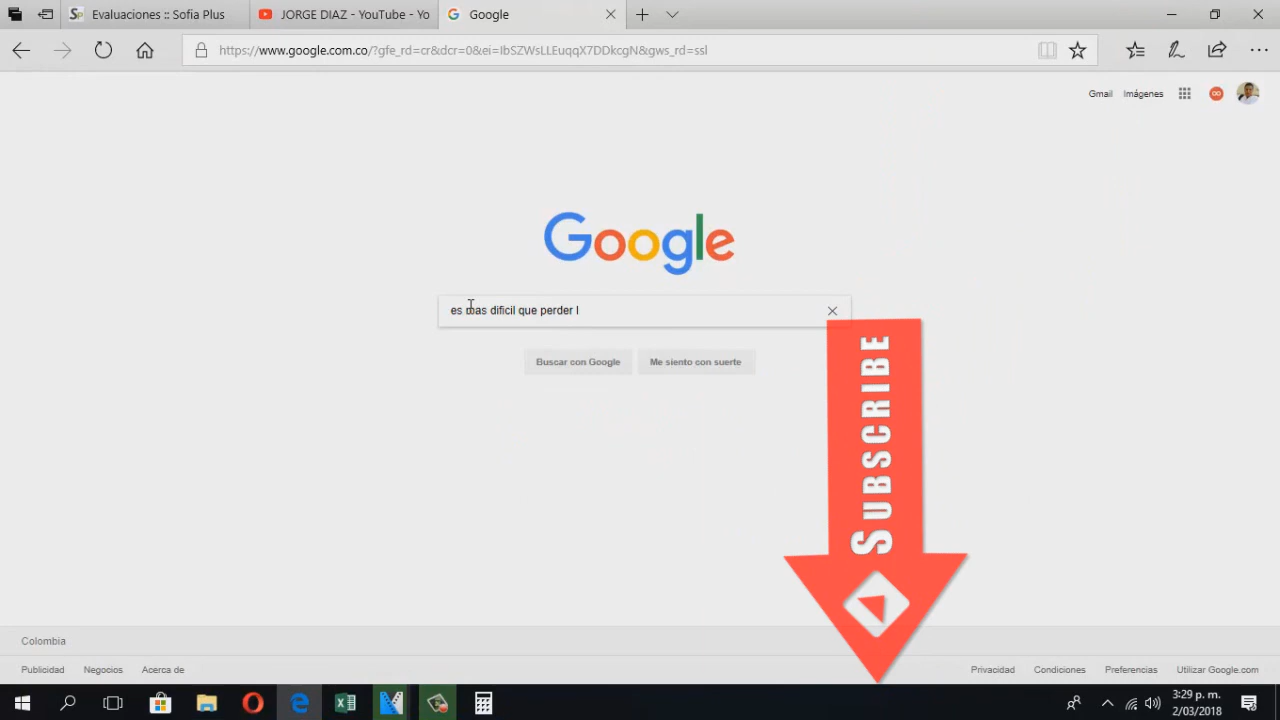 Evaluaciones :: Sofia Plus
JORGE DIAZ - YouTube - Yo
Google
https://www.google.com.co/?gfe_rd=cr&dcr=0&ei=IbSZWsLLEuqqX7DDkcgN&gws_rd=ssl
Gmail Imágenes
Google
es mas dificil que perder l
Buscar con Google
Me siento con suerte
SUBSCRIBE
Colombia
Publicidad Negocios Acerca de
Privacidad Condiciones Preferencias Utilizar Google.com
3:29 p. m.
2/03/2018